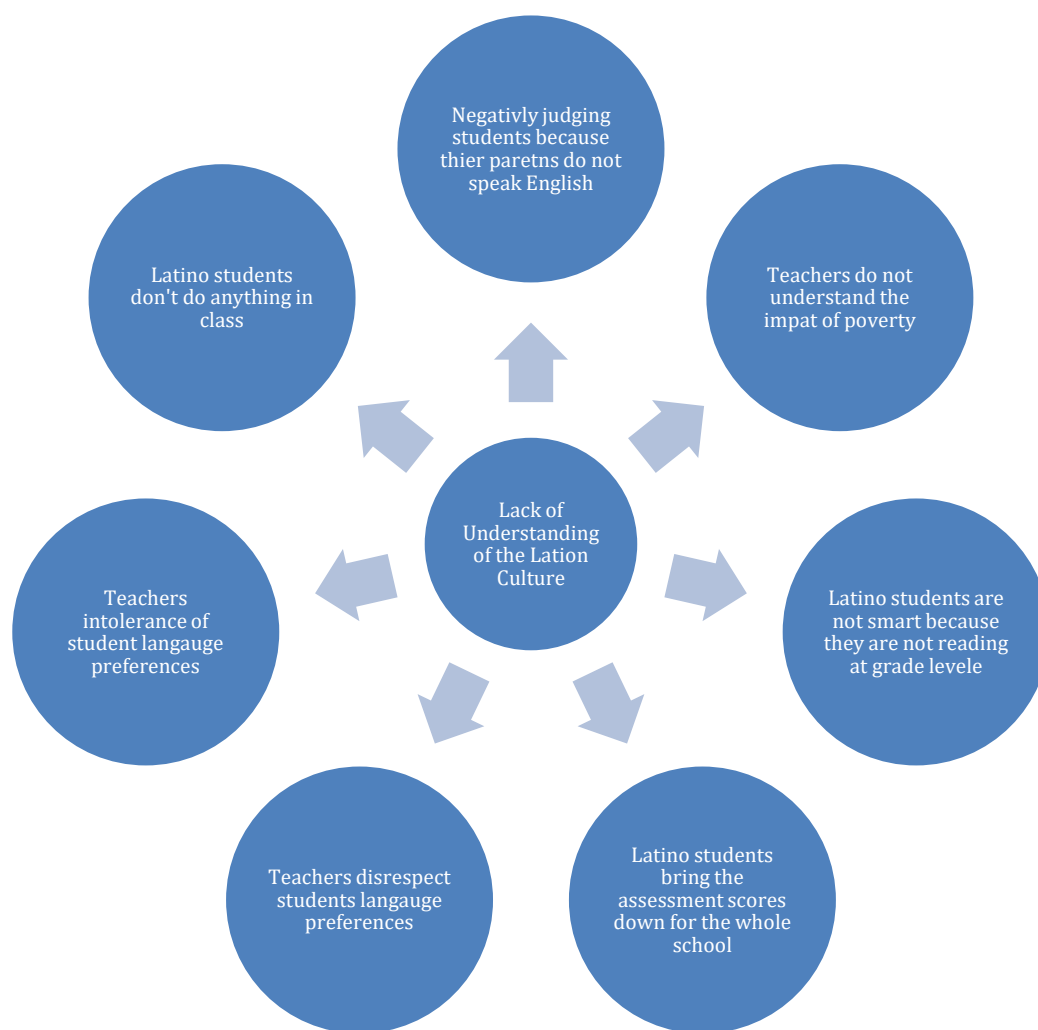 Negativly judging
students because
thier paretns do not
speak English
Teachers do not
understand the
impat of poverty
Latino students are
not smart because
they are not reading
at grade levele
Latino students
bring the
assessment scores
down for the whole
school
Teachers disrespect
students langauge
preferences
Teachers
intolerance of
student langauge
preferences
Latino students
don't do anything in
class
Lack of
Understanding
of the Lation
Culture